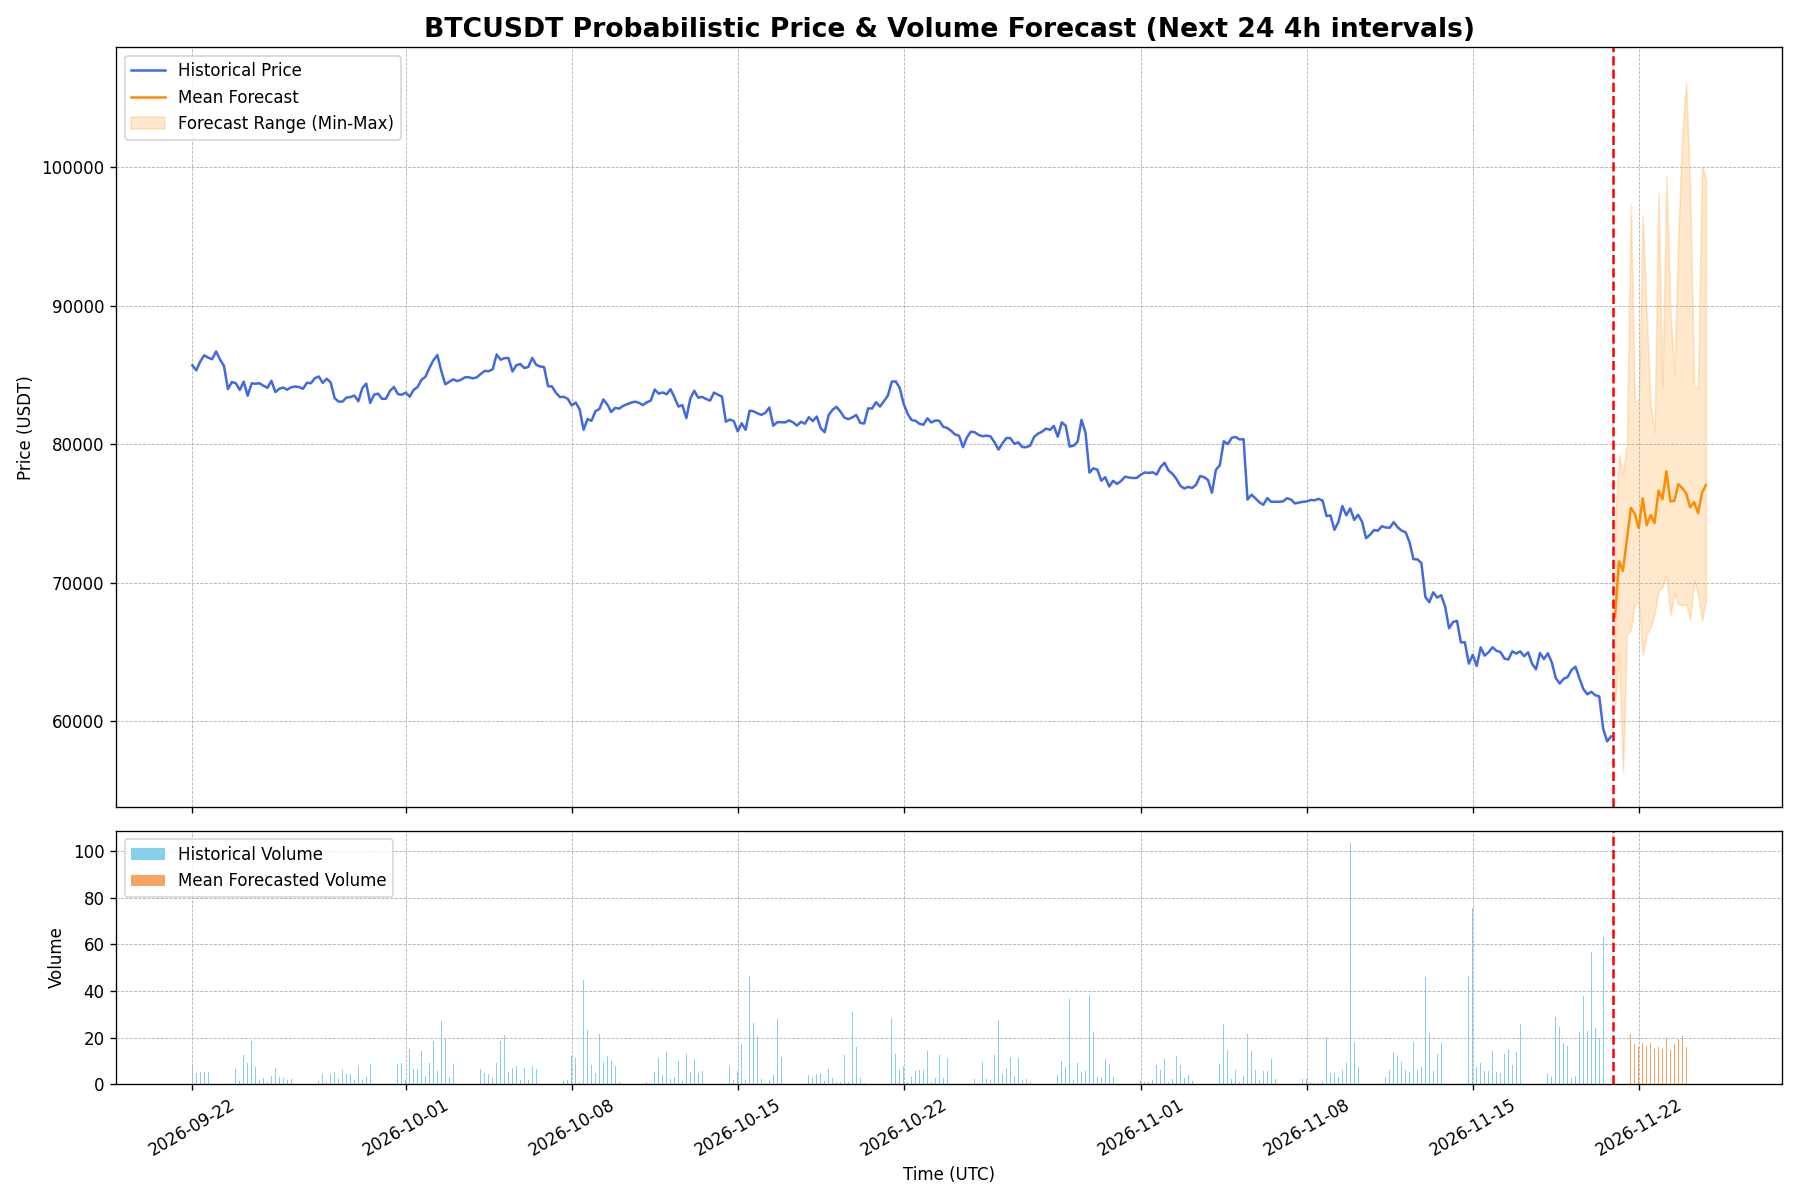 BTCUSDT Probabilistic Price & Volume Forecast (Next 24 4h intervals)
Historical Price
Mean Forecast
Forecast Range (Min-Max)
Price (USDT)
100000
90000
80000
70000
60000
Historical Volume
Mean Forecasted Volume
Volume
100
80
60
40
20
0
2026-09-22
2026-10-01
2026-10-08
2026-10-15
2026-10-22
2026-11-01
2026-11-08
2026-11-15
2026-11-22
Time (UTC)